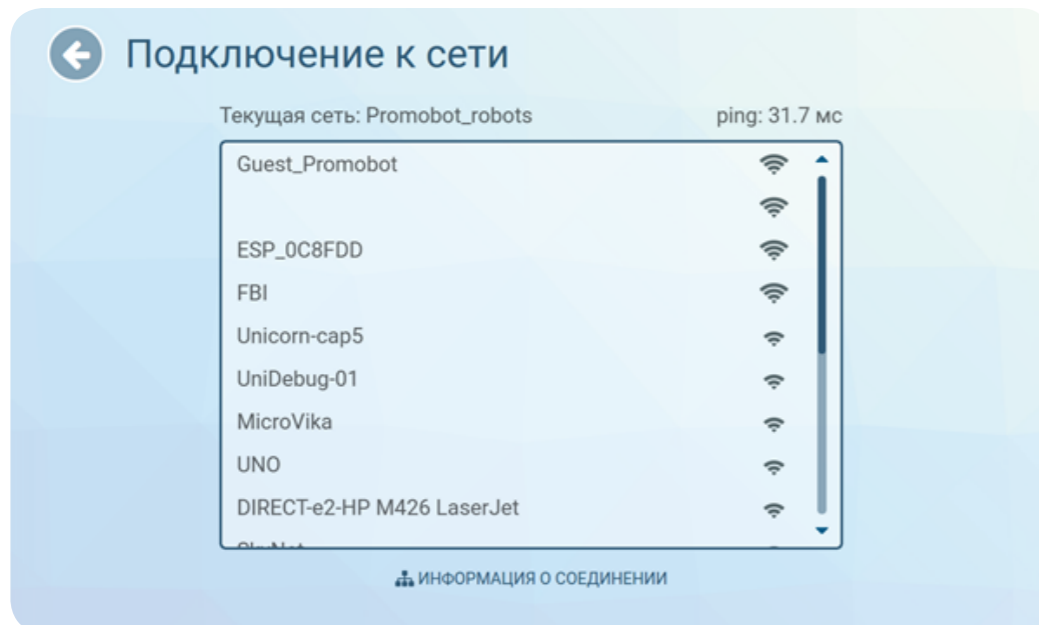 Подключение к сети
Текущая сеть: Promobot_robots ping: 31.7 мс
Guest_Promobot
ESP_0C8FDD
FBI
Unicorn-cap5
UniDebug-01
MicroVika
UNO
DIRECT-e2-HP M426 LaserJet
ИНФОРМАЦИЯ О СОЕДИНЕНИИ